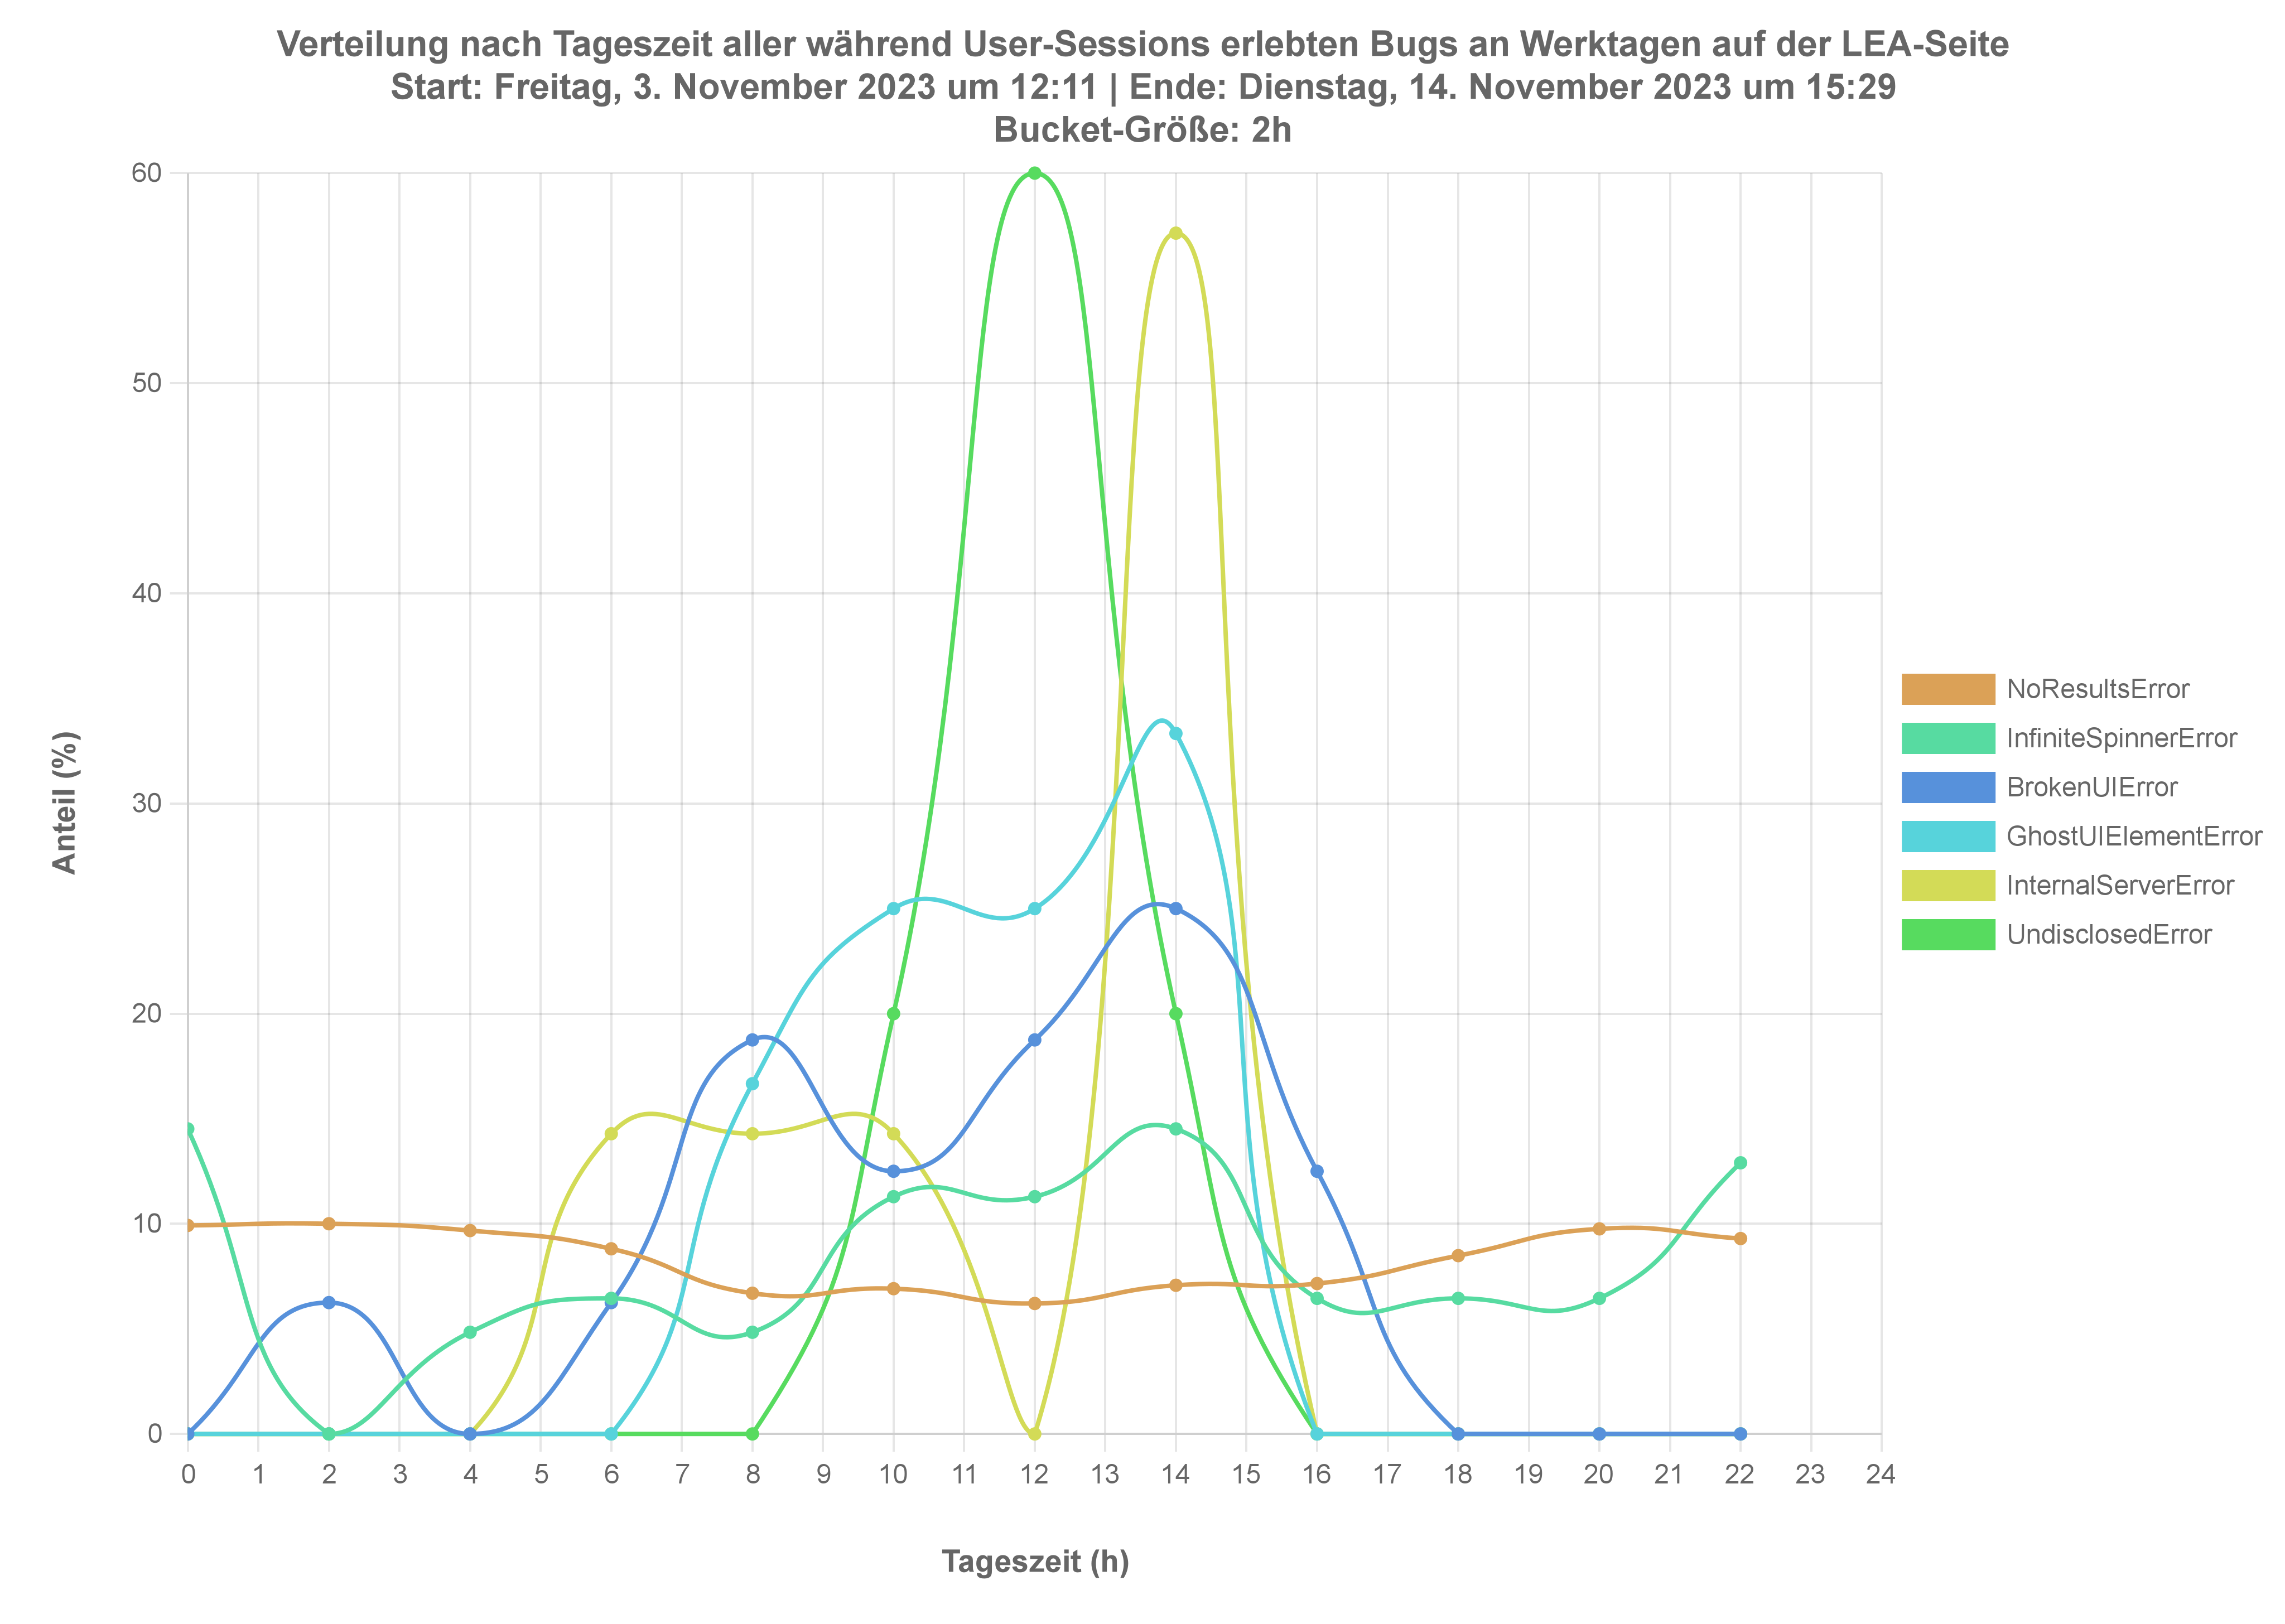 Verteilung nach Tageszeit aller während User-Sessions erlebten Bugs an Werktagen auf der LEA-Seite
Start: Freitag, 3. November 2023 um 12:11 | Ende: Dienstag, 14. November 2023 um 15:29
Bucket-Größe: 2h
60
50
40
30
20
10
0
Anteil (%)
0 1 2 3 4 5 6 7 8 9 10 11 12 13 14 15 16 17 18 19 20 21 22 23 24
Tageszeit (h)
NoResultsError
InfiniteSpinnerError
BrokenUIError
GhostUIElementError
InternalServerError
UndisclosedError